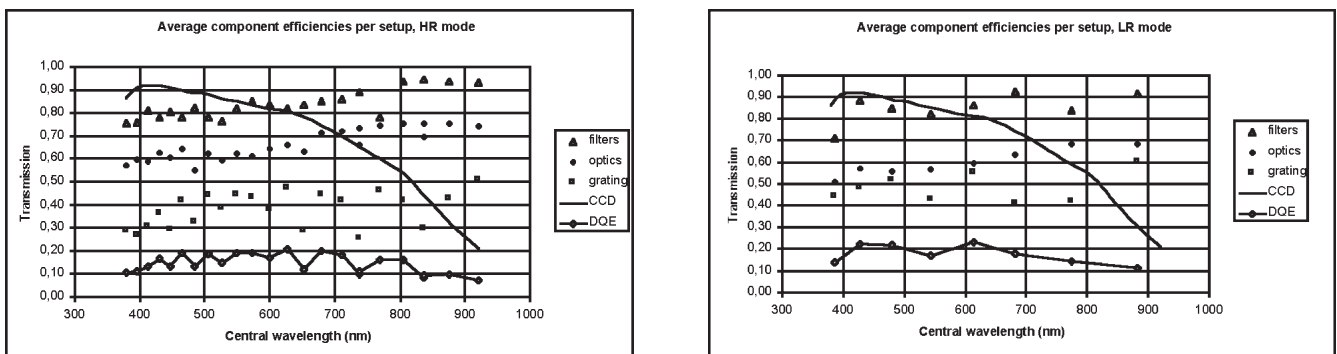 Average component efficiencies per setup, HR mode
1,00
0,90
0,80
0,70
0,60
0,50
0,40
0,30
0,20
0,10
0,00
Transmission
300 400 500 600 700 800 900 1000
Central wavelength (nm)
filters
optics
grating
CCD
DQE
Average component efficiencies per setup, LR mode
1,00
0,90
0,80
0,70
0,60
0,50
0,40
0,30
0,20
0,10
0,00
Transmission
300 400 500 600 700 800 900 1000
Central wavelength (nm)
filters
optics
grating
CCD
DQE